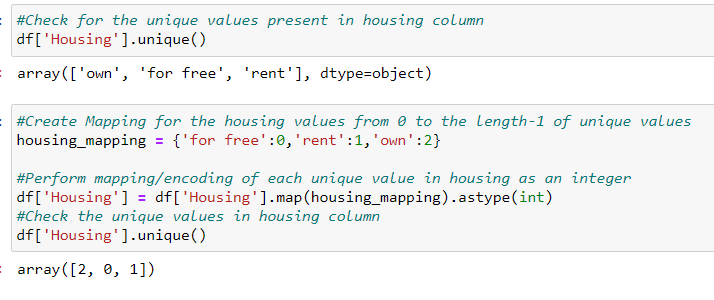 #Check for the unique values present in housing column
df['Housing'].unique()
array(['own', 'for free', 'rent'], dtype=object)
#Create Mapping for the housing values from 0 to the length-1 of unique values
housing_mapping = {'for free':0,'rent':1,'own':2}
#Perform mapping/encoding of each unique value in housing as an integer
df['Housing'] = df['Housing'].map(housing_mapping).astype(int)
#Check the unique values in housing column
df['Housing'].unique()
array([2, 0, 1])